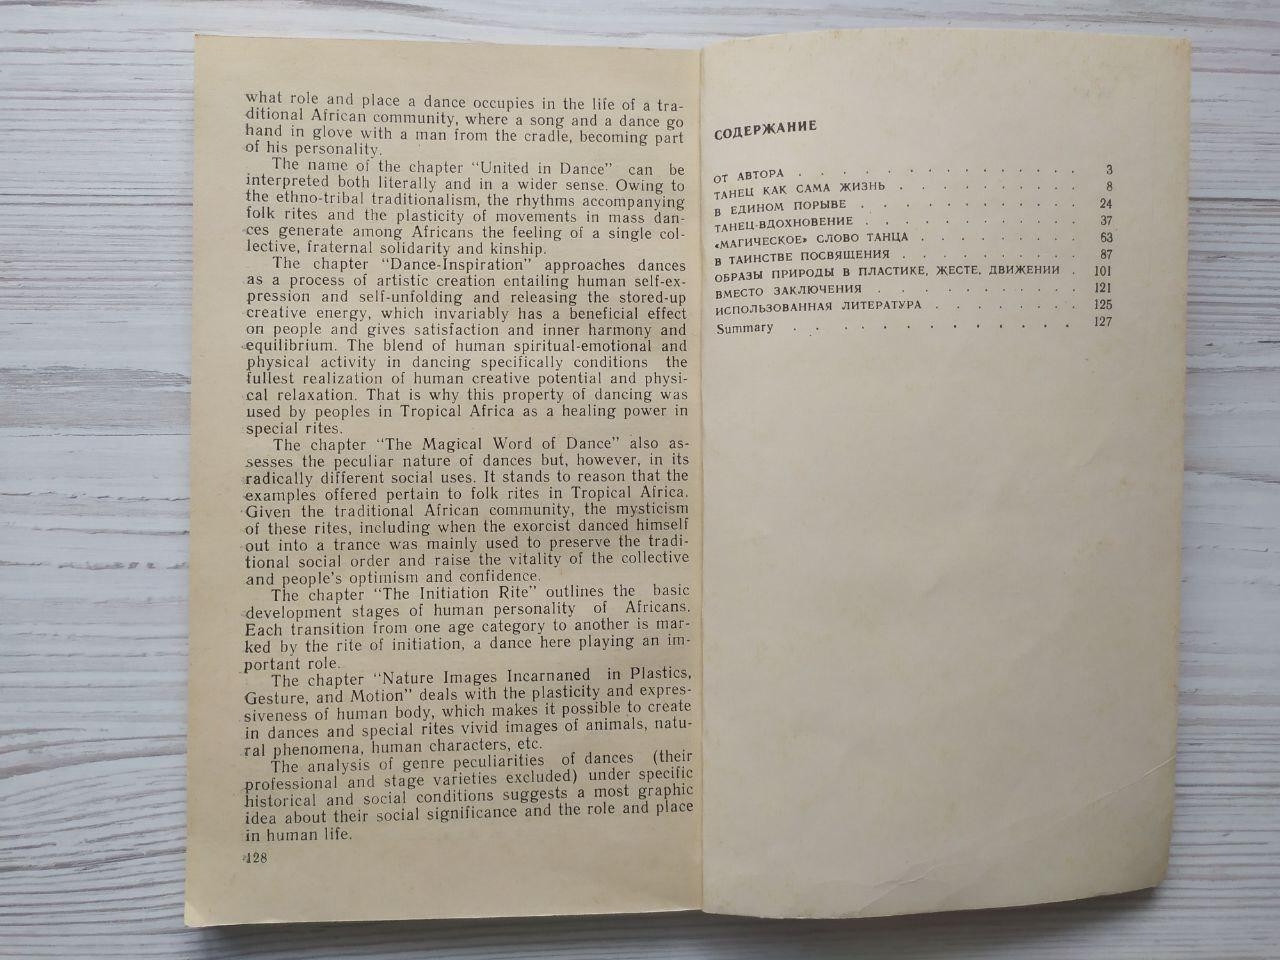 what role and place a dance occupies in the life of a tra-
ditional African community, where a song and a dance go
hand in glove with a man from the cradle, becoming part
of his personality.
The name of the chapter “United in Dance” can be
interpreted both literally and in a wider sense. Owing to
the ethno-tribal traditionalism, the rhythms accompanying
folk rites and the plasticity of movements in mass dan-
ces generate among Africans the feeling of a single col-
lective, fraternal solidarity and kinship.
The chapter “Dance-Inspiration” approaches dances
as a process of artistic creation entailing human self-ex-
pression and self-unfolding and releasing the stored-up
creative energy, which invariably has a beneficial effect
on people and gives satisfaction and inner harmony and
equilibrium. The blend of human spiritual-emotional and
physical activity in dancing specifically conditions the
fullest realization of human creative potential and physi-
cal relaxation. That is why this property of dancing was
used by peoples in Tropical Africa as a healing power in
special rites.
The chapter “The Magical Word of Dance” also as-
sesses the peculiar nature of dances but, however, in its
radically different social uses. It stands to reason that the
examples offered pertain to folk rites in Tropical Africa.
Given the traditional African community, the mysticism
of these rites, including when the exorcist danced himself
out into a trance was mainly used to preserve the tradi-
tional social order and raise the vitality of the collective
and people's optimism and confidence.
The chapter “The Initiation Rite” outlines the basic
development stages of human personality of Africans.
Each transition from one age category to another is mar-
ked by the rite of initiation, a dance here playing an im-
portant role.
The chapter “Nature Images Incarnaned in Plastics,
Gesture, and Motion” deals with the plasticity and expres-
siveness of human body, which makes it possible to create
in dances and special rites vivid images of animals, natu-
ral phenomena, human characters, etc.
The analysis of genre peculiarities of dances (their
professional and stage varieties excluded) under specific
historical and social conditions suggests a most graphic
idea about their social significance and the role and place
in human life.
128
СОДЕРЖАНИЕ
ОТ АВТОРА . . . . . . . . . . . . . . . 3
ТАНЕЦ КАК САМА ЖИЗНЬ . . . . . . . . . . 8
В ЕДИНОМ ПОРЫВЕ . . . . . . . . . . . . 24
ТАНЕЦ-ВДОХНОВЕНИЕ . . . . . . . . . . . 37
«МАГИЧЕСКОЕ» СЛОВО ТАНЦА . . . . . . . . 63
В ТАИНСТВЕ ПОСВЯЩЕНИЯ . . . . . . . . . 87
ОБРАЗЫ ПРИРОДЫ В ПЛАСТИКЕ, ЖЕСТЕ, ДВИЖЕНИИ . 101
ВМЕСТО ЗАКЛЮЧЕНИЯ . . . . . . . . . . . 121
ИСПОЛЬЗОВАННАЯ ЛИТЕРАТУРА . . . . . . . . 125
Summary . . . . . . . . . . . . . . . 127